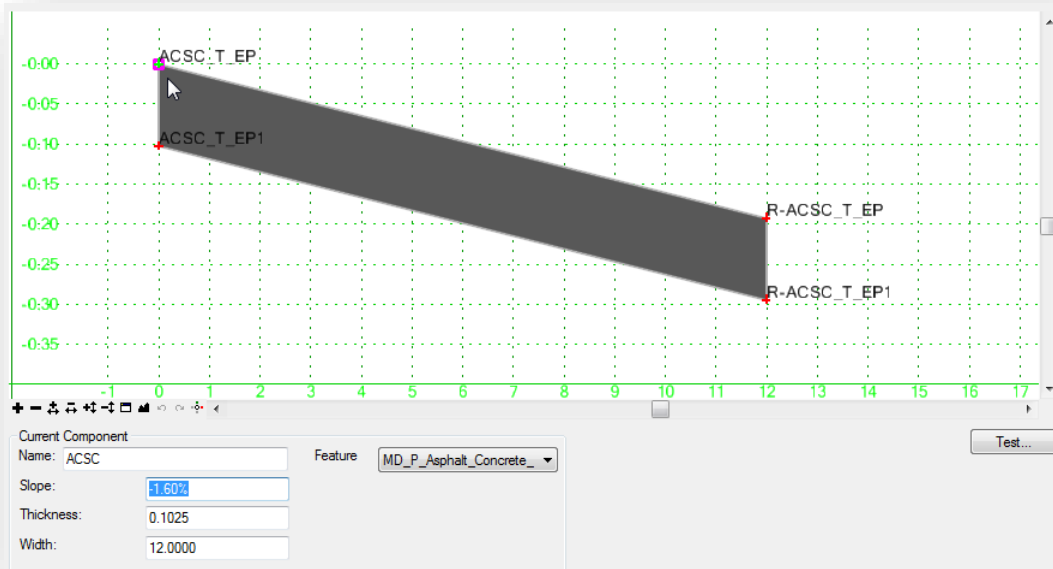 ACSC_T_EP
-0.00
-0.05
-0.10
ACSC_T_EP1
-0.15
-0.20
R-ACSC_T_EP
-0.25
-0.30
R-ACSC_T_EP1
-0.35
-1 0 1 2 3 4 5 6 7 8 9 10 11 12 13 14 15 16 17
Current Component
Test...
Name: ACSC Feature MD_P_Asphalt_Concrete_
Slope: -1.60%
Thickness: 0.1025
Width: 12.0000